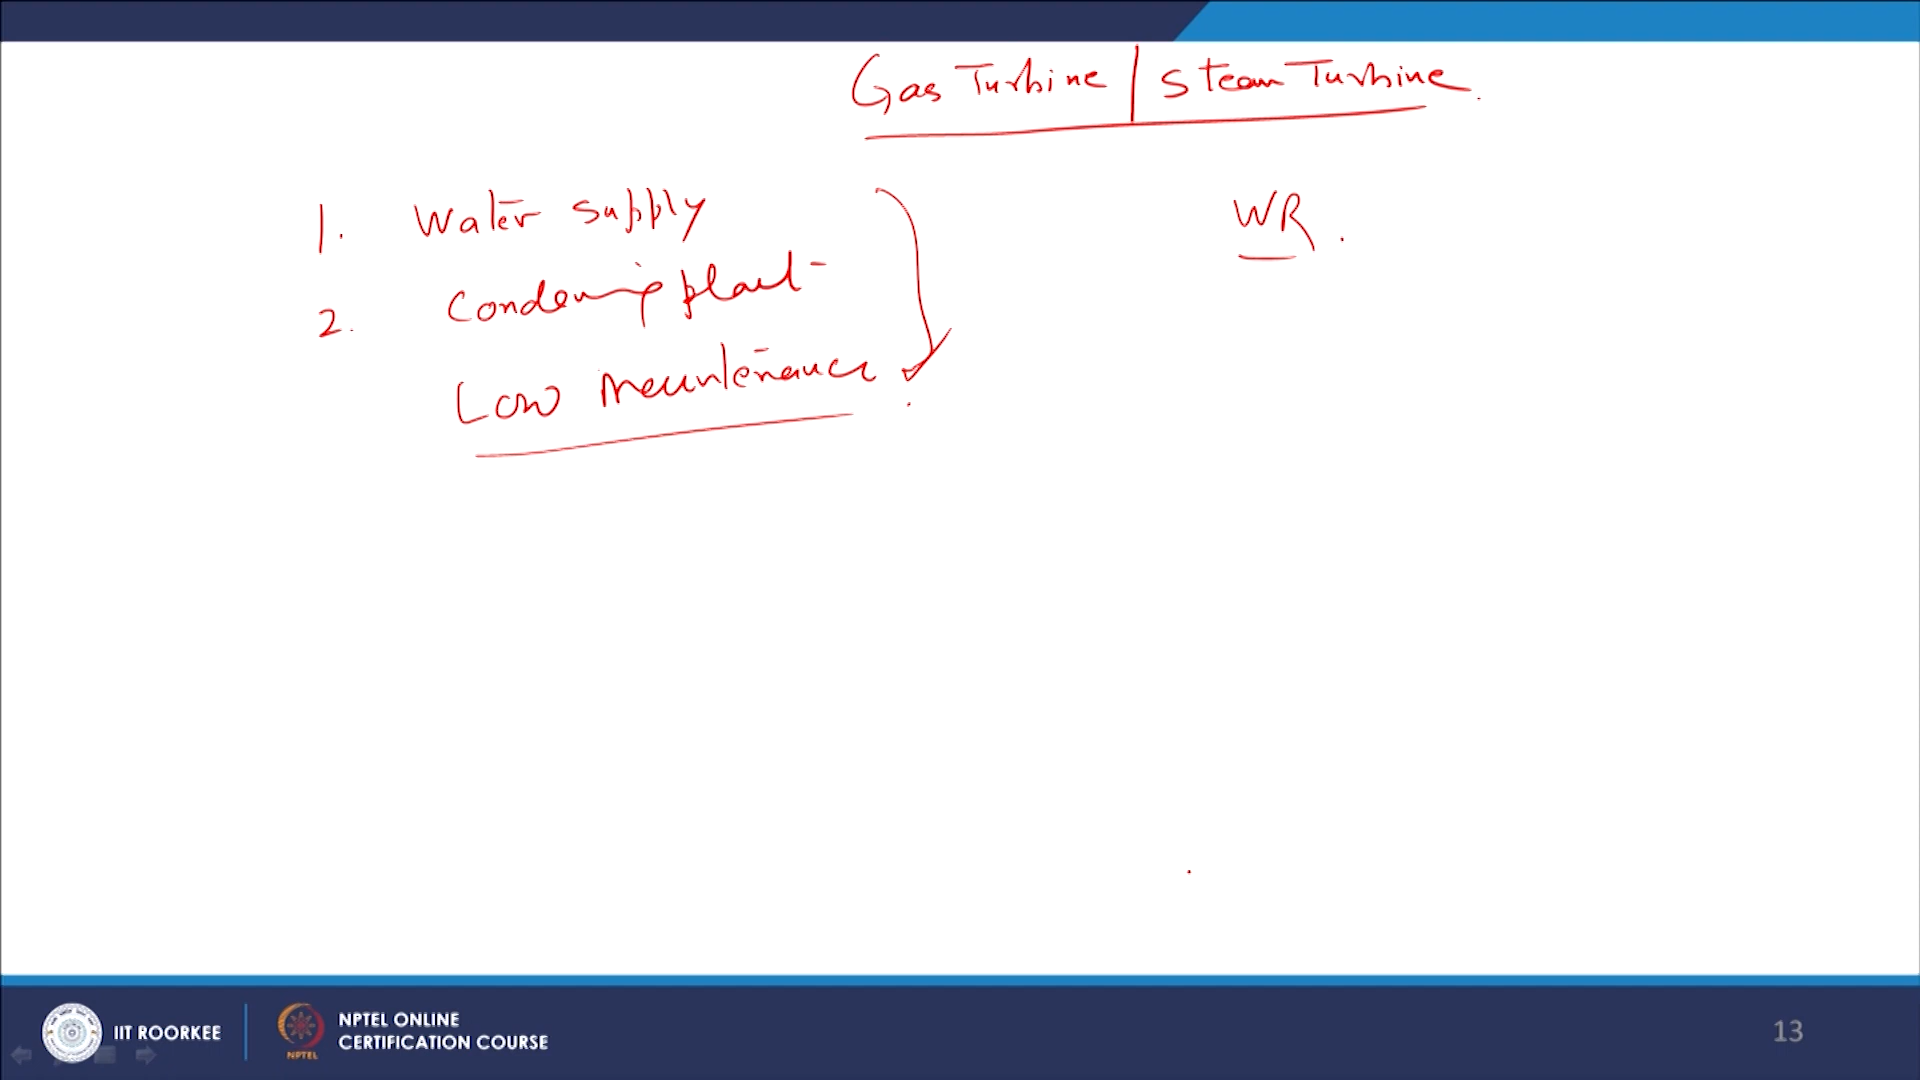 Gas Turbine | Steam Turbine
1. Water supply
WR.
2. Condensing plant
Low maintenance
IIT ROORKEE
NPTEL
NPTEL ONLINE
CERTIFICATION COURSE
13